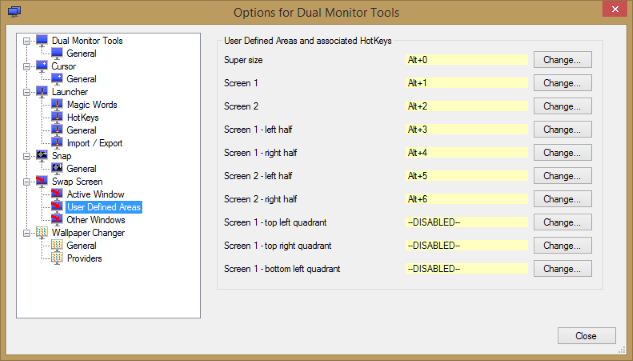 Options for Dual Monitor Tools
Dual Monitor Tools
General
Cursor
General
Launcher
Magic Words
HotKeys
General
Import / Export
Snap
General
Swap Screen
Active Window
User Defined Areas
Other Windows
Wallpaper Changer
General
Providers
User Defined Areas and associated HotKeys
Super size Alt+0 Change...
Screen 1 Alt+1 Change...
Screen 2 Alt+2 Change...
Screen 1 - left half Alt+3 Change...
Screen 1 - right half Alt+4 Change...
Screen 2 - left half Alt+5 Change...
Screen 2 - right half Alt+6 Change...
Screen 1 - top left quadrant --DISABLED-- Change...
Screen 1 - top right quadrant --DISABLED-- Change...
Screen 1 - bottom left quadrant --DISABLED-- Change...
Close